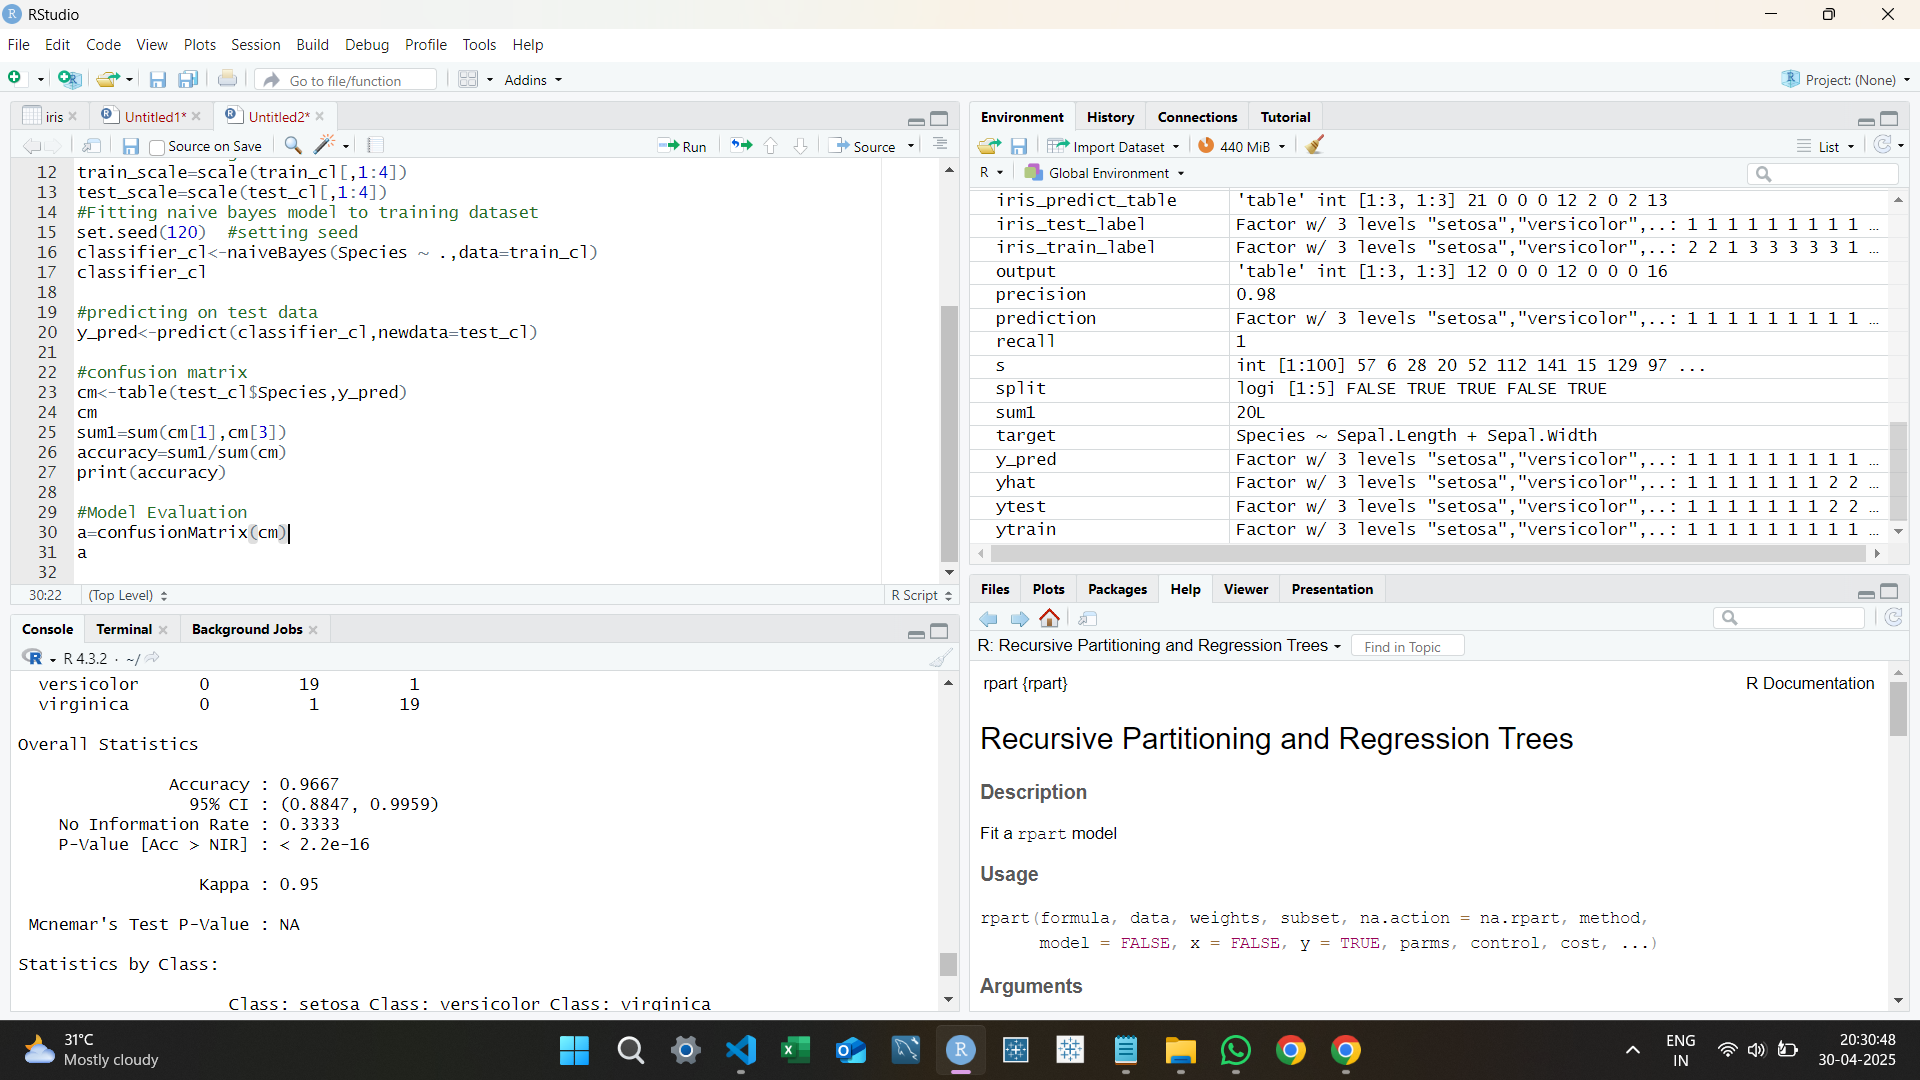 RStudio
File Edit Code View Plots Session Build Debug Profile Tools Help
Go to file/function
Addins
Project: (None)
iris
Untitled1*
Untitled2*
Source on Save
Run
Source
12 train_scale=scale(train_cl[,1:4])
13 test_scale=scale(test_cl[,1:4])
14 #Fitting naive bayes model to training dataset
15 set.seed(120)  #setting seed
16 classifier_cl<-naiveBayes(Species ~ .,data=train_cl)
17 classifier_cl
18
19 #predicting on test data
20 y_pred<-predict(classifier_cl,newdata=test_cl)
21
22 #confusion matrix
23 cm<-table(test_cl$Species,y_pred)
24 cm
25 sum1=sum(cm[1],cm[3])
26 accuracy=sum1/sum(cm)
27 print(accuracy)
28
29 #Model Evaluation
30 a=confusionMatrix(cm)
31 a
32
30:22 (Top Level) R Script
Console Terminal Background Jobs
R 4.3.2 · ~/
versicolor 0 19 1
virginica 0 1 19
Overall Statistics
Accuracy : 0.9667
95% CI : (0.8847, 0.9959)
No Information Rate : 0.3333
P-Value [Acc > NIR] : < 2.2e-16
Kappa : 0.95
Mcnemar's Test P-Value : NA
Statistics by Class:
Class: setosa Class: versicolor Class: virginica
Environment History Connections Tutorial
Import Dataset 440 MiB List
R Global Environment
iris_predict_table 'table' int [1:3, 1:3] 21 0 0 0 12 2 0 2 13
iris_test_label Factor w/ 3 levels "setosa","versicolor",..: 1 1 1 1 1 1 1 1 1 ...
iris_train_label Factor w/ 3 levels "setosa","versicolor",..: 2 2 1 3 3 3 3 3 1 ...
output 'table' int [1:3, 1:3] 12 0 0 0 12 0 0 0 16
precision 0.98
prediction Factor w/ 3 levels "setosa","versicolor",..: 1 1 1 1 1 1 1 1 1 ...
recall 1
s int [1:100] 57 6 28 20 52 112 141 15 129 97 ...
split logi [1:5] FALSE TRUE TRUE FALSE TRUE
sum1 20L
target Species ~ Sepal.Length + Sepal.Width
y_pred Factor w/ 3 levels "setosa","versicolor",..: 1 1 1 1 1 1 1 1 1 ...
yhat Factor w/ 3 levels "setosa","versicolor",..: 1 1 1 1 1 1 1 2 2 ...
ytest Factor w/ 3 levels "setosa","versicolor",..: 1 1 1 1 1 1 1 2 2 ...
ytrain Factor w/ 3 levels "setosa","versicolor",..: 1 1 1 1 1 1 1 1 1 ...
Files Plots Packages Help Viewer Presentation
R: Recursive Partitioning and Regression Trees
Find in Topic
rpart {rpart} R Documentation
Recursive Partitioning and Regression Trees
Description
Fit a rpart model
Usage
rpart(formula, data, weights, subset, na.action = na.rpart, method,
model = FALSE, x = FALSE, y = TRUE, parms, control, cost, ...)
Arguments
31°C
Mostly cloudy
ENG
IN
20:30:48
30-04-2025